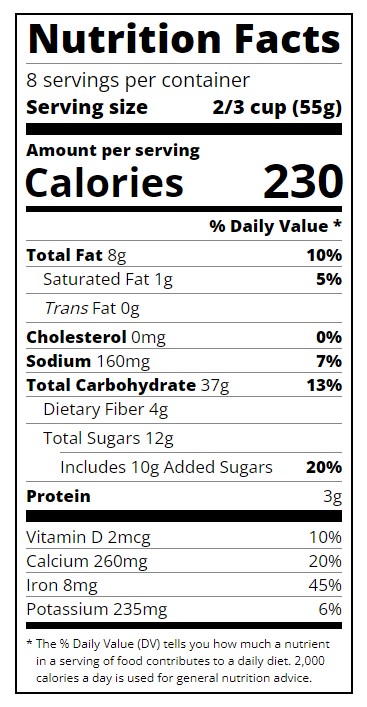 Nutrition Facts
8 servings per container
Serving size 2/3 cup (55g)
Amount per serving
Calories 230
% Daily Value *
Total Fat 8g 10%
Saturated Fat 1g 5%
Trans Fat 0g
Cholesterol 0mg 0%
Sodium 160mg 7%
Total Carbohydrate 37g 13%
Dietary Fiber 4g
Total Sugars 12g
Includes 10g Added Sugars 20%
Protein 3g
Vitamin D 2mcg 10%
Calcium 260mg 20%
Iron 8mg 45%
Potassium 235mg 6%
* The % Daily Value (DV) tells you how much a nutrient
in a serving of food contributes to a daily diet. 2,000
calories a day is used for general nutrition advice.